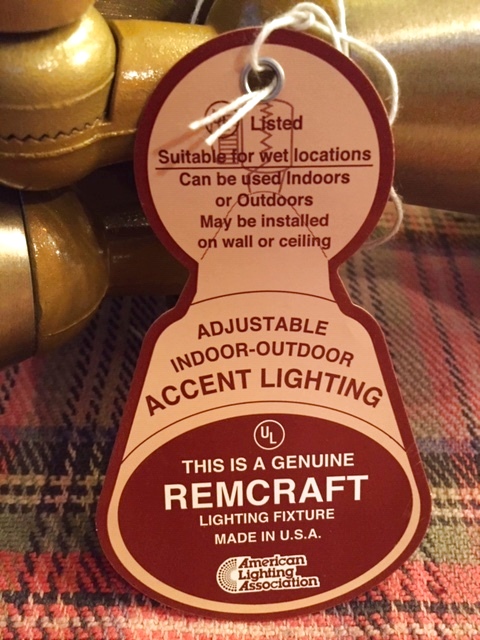 UL Listed
Suitable for wet locations
Can be used Indoors
or Outdoors
May be installed
on wall or ceiling
ADJUSTABLE
INDOOR-OUTDOOR
ACCENT LIGHTING
UL
THIS IS A GENUINE
REMCRAFT
LIGHTING FIXTURE
MADE IN U.S.A.
American
Lighting
Association